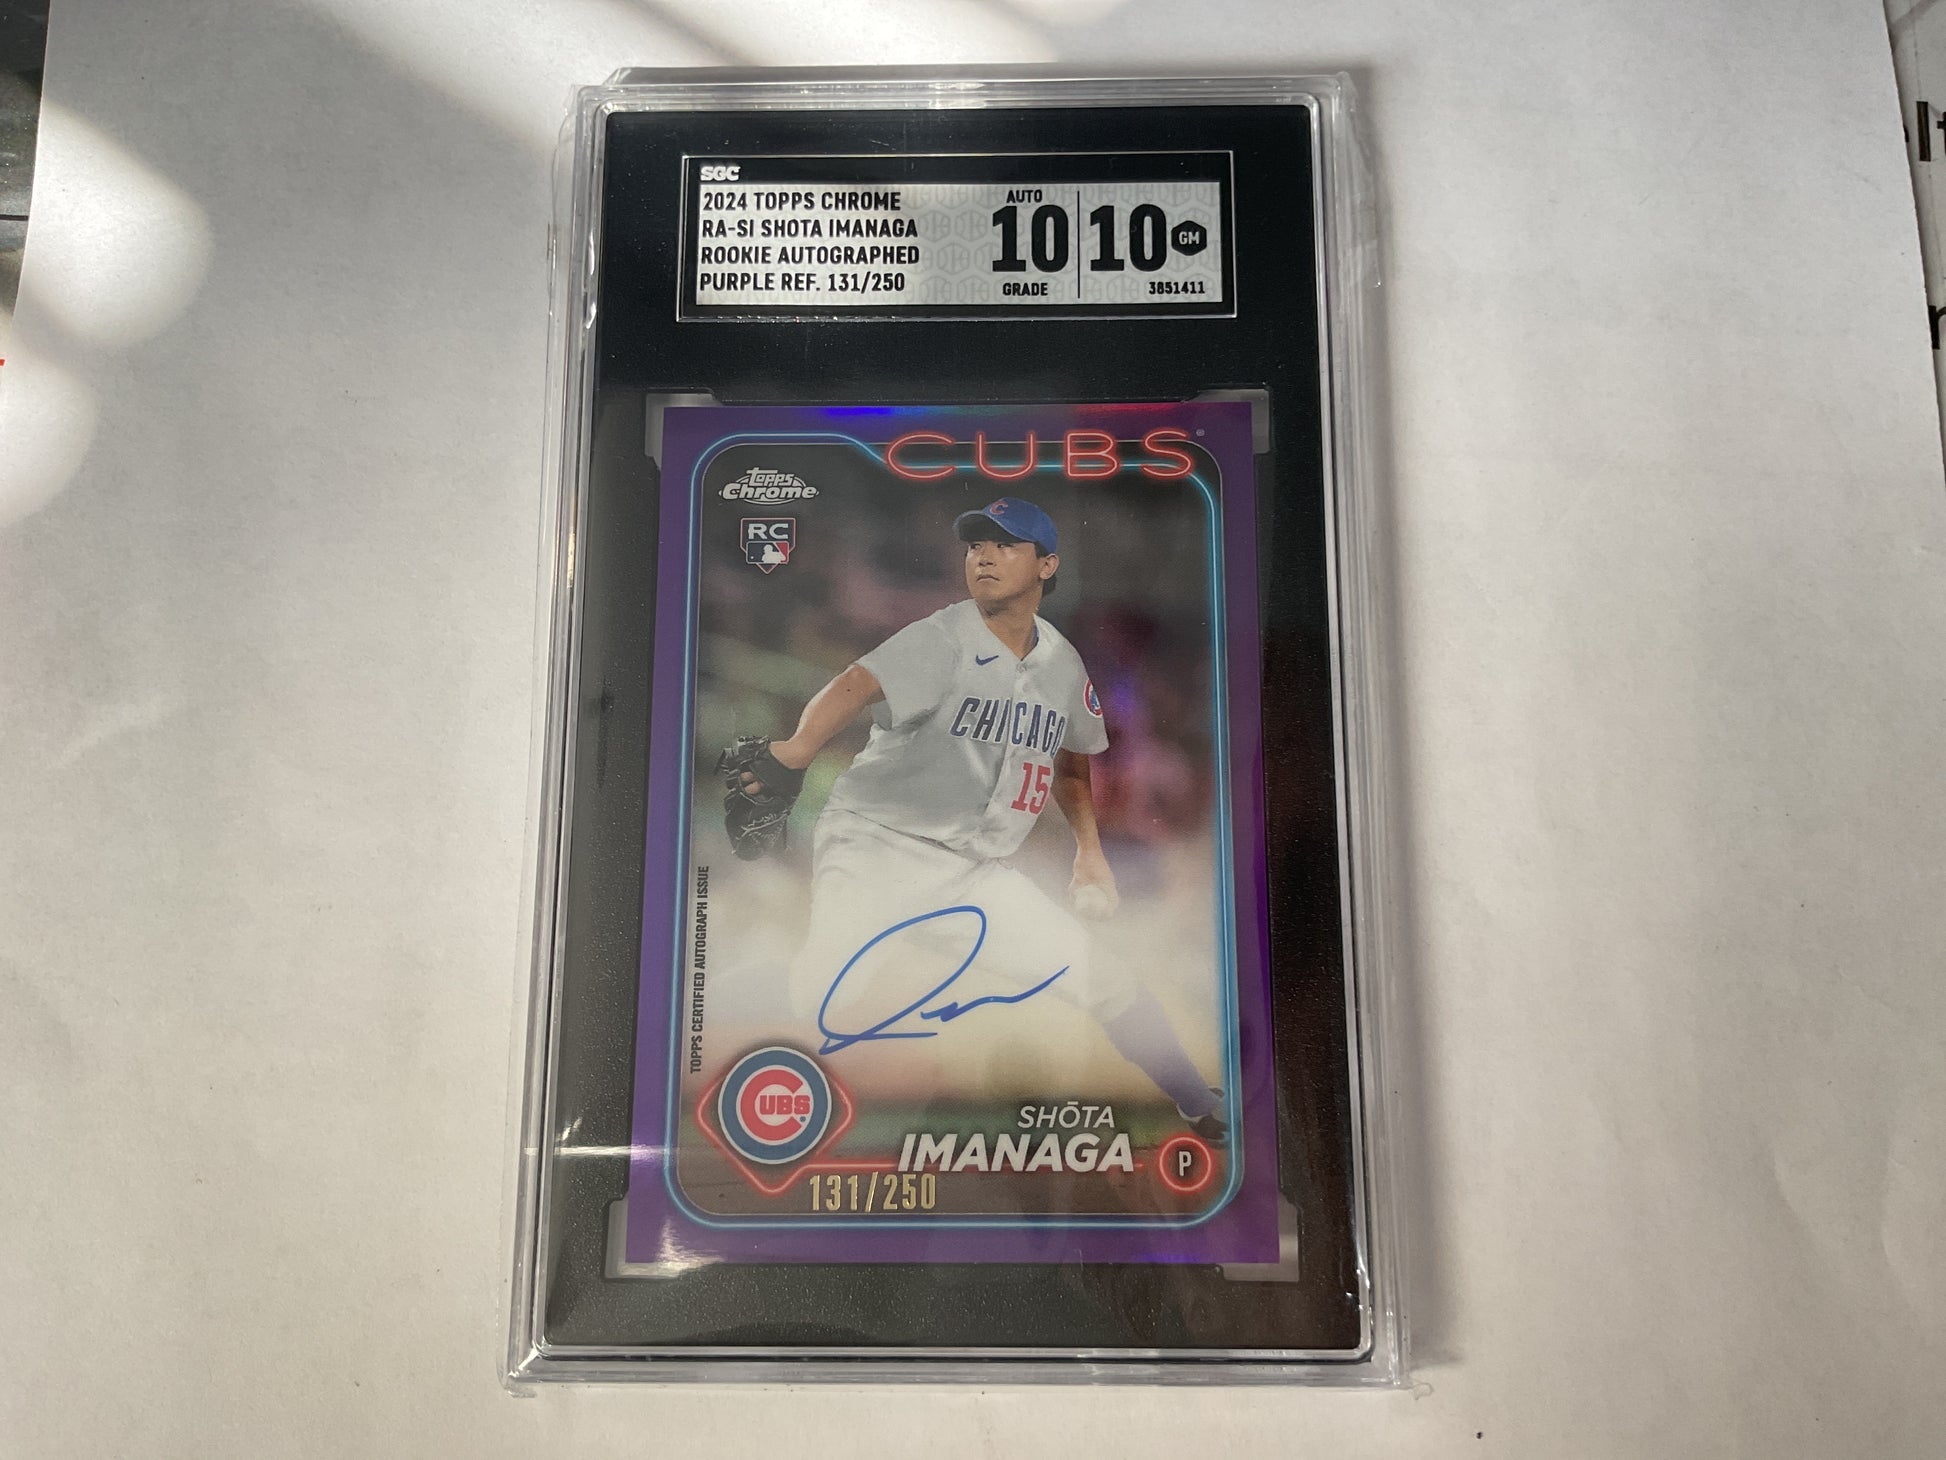 SGC
2024 TOPPS CHROME
RA-SI SHOTA IMANAGA
ROOKIE AUTOGRAPHED
PURPLE REF. 131/250
AUTO
10
GRADE
10 GM
3851411
CUBS
topps
Chrome
RC
C
CHICAGO
15
TOPPS CERTIFIED AUTOGRAPH ISSUE
CUBS
SHŌTA
IMANAGA
P
131/250